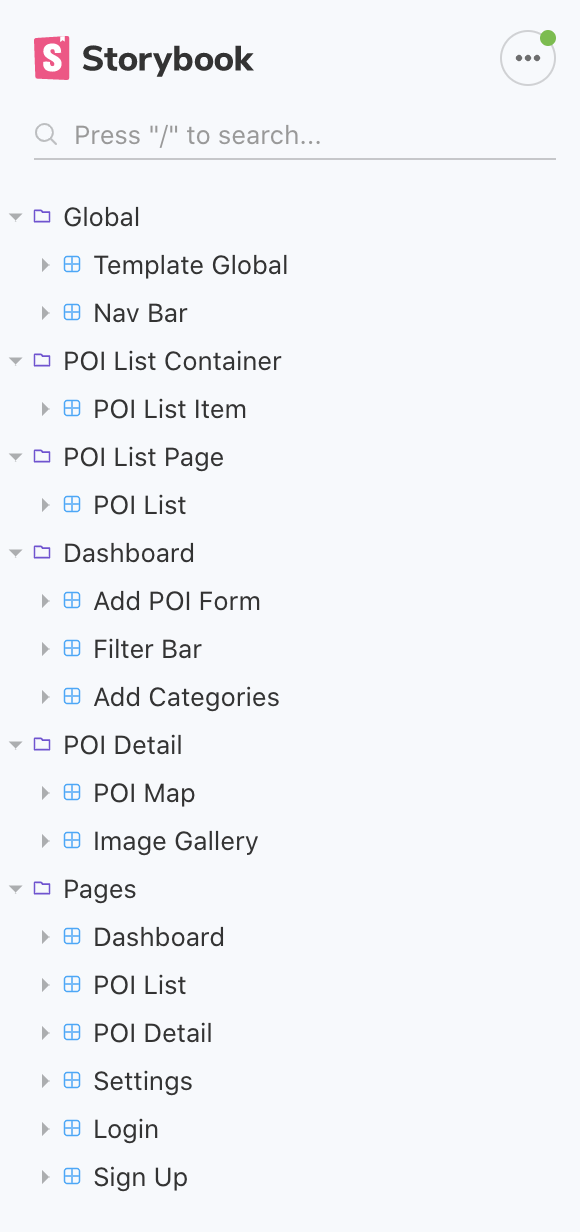 Storybook
Press "/" to search...
Global
Template Global
Nav Bar
POI List Container
POI List Item
POI List Page
POI List
Dashboard
Add POI Form
Filter Bar
Add Categories
POI Detail
POI Map
Image Gallery
Pages
Dashboard
POI List
POI Detail
Settings
Login
Sign Up